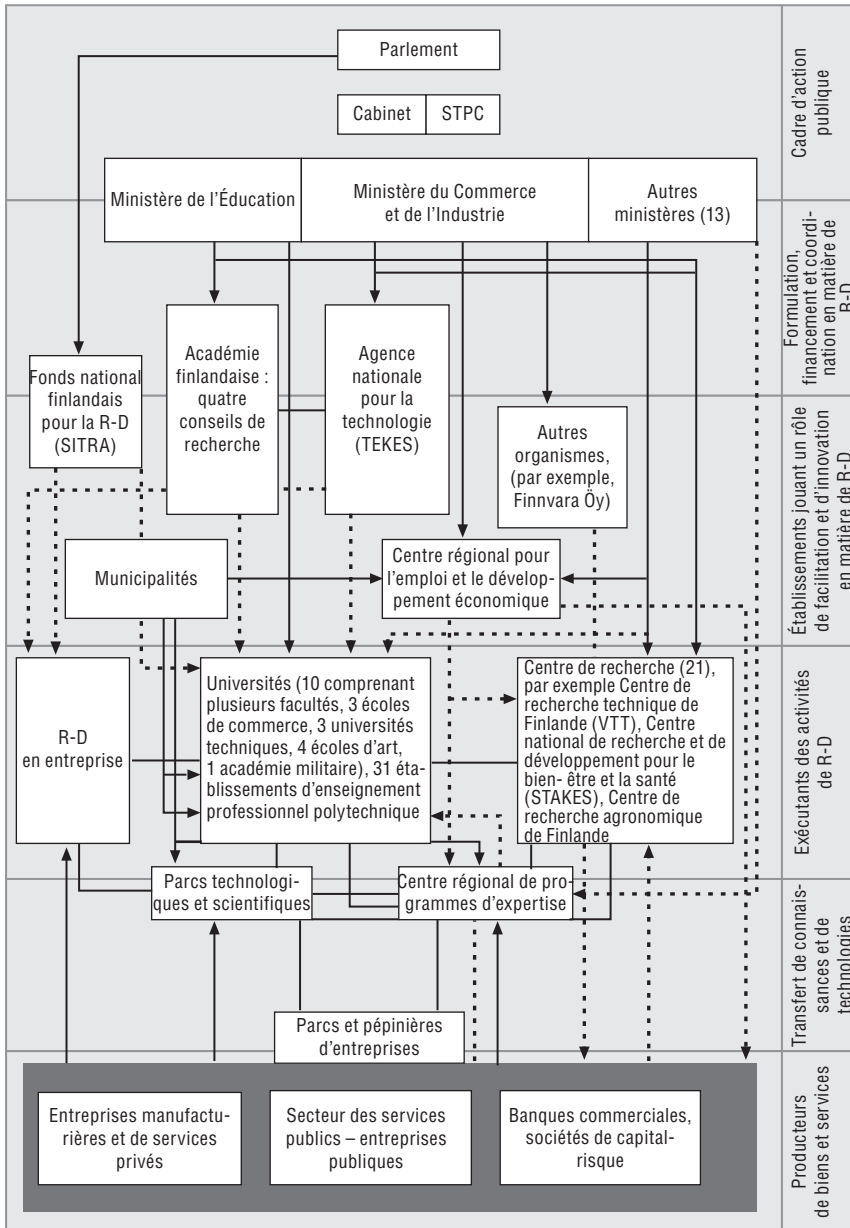 Parlement
Cabinet
STPC
Cadre d'action
publique
Ministère de l'Éducation
Ministère du Commerce
et de l'Industrie
Autres
ministères (13)
Formulation,
financement et coordi-
nation en matière de
R-D
Fonds national
finlandais
pour la R-D
(SITRA)
Académie
finlandaise :
quatre
conseils de
recherche
Agence
nationale
pour la
technologie
(TEKES)
Autres
organismes,
(par exemple,
Finnvara Öy)
Établissements jouant un rôle
de facilitation et d'innovation
en matière de R-D
Municipalités
Centre régional pour
l'emploi et le dévelop-
pement économique
R-D
en entreprise
Universités (10 comprenant
plusieurs facultés, 3 écoles
de commerce, 3 universités
techniques, 4 écoles d'art,
1 académie militaire), 31 éta-
blissements d'enseignement
professionnel polytechnique
Centre de recherche (21),
par exemple Centre de
recherche technique de
Finlande (VTT), Centre
national de recherche et de
développement pour le
bien- être et la santé
(STAKES), Centre de
recherche agronomique
de Finlande
Exécutants des activités
de R-D
Parcs technologi-
ques et scientifiques
Centre régional de pro-
grammes d'expertise
Transfert de connais-
sances et de
technologies
Parcs et pépinières
d'entreprises
Entreprises manufactu-
rières et de services
privés
Secteur des services
publics – entreprises
publiques
Banques commerciales,
sociétés de capital-
risque
Producteurs
de biens et services